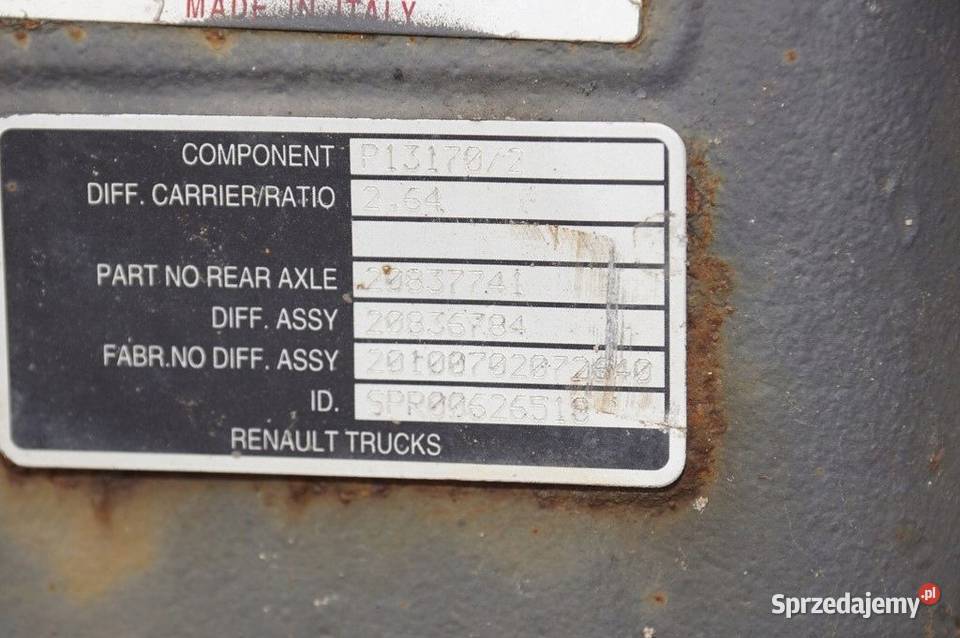 MADE IN ITALY
COMPONENT P13170/2
DIFF. CARRIER/RATIO 2.64
PART NO REAR AXLE 20837741
DIFF. ASSY 20836784
FABR.NO DIFF. ASSY 20100702072640
ID. SPR00626518
RENAULT TRUCKS
Sprzedajemy.pl